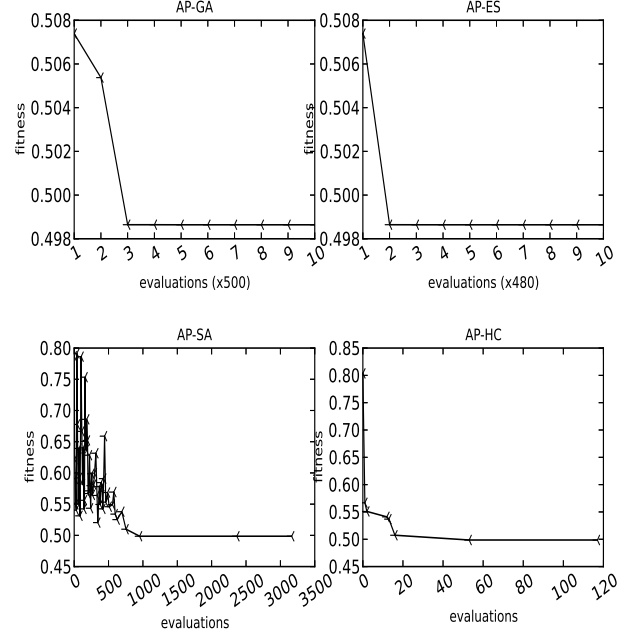 AP-GA
0.508
0.506
0.504
0.502
0.500
0.498
fitness
1 2 3 4 5 6 7 8 9 10
evaluations (x500)
AP-ES
0.508
0.506
0.504
0.502
0.500
0.498
fitness
1 2 3 4 5 6 7 8 9 10
evaluations (x480)
AP-SA
0.80
0.75
0.70
0.65
0.60
0.55
0.50
0.45
fitness
0 500 1000 1500 2000 2500 3000 3500
evaluations
AP-HC
0.85
0.80
0.75
0.70
0.65
0.60
0.55
0.50
0.45
fitness
0 20 40 60 80 100 120
evaluations